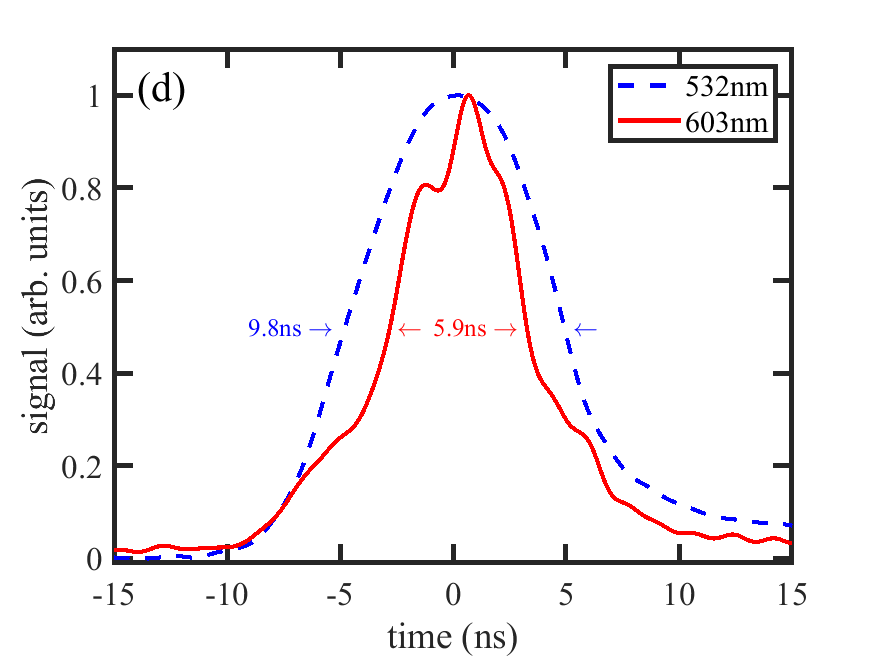 (d)
532nm
603nm
1
0.8
0.6
0.4
0.2
0
signal (arb. units)
9.8ns → ← 5.9ns → ←
-15 -10 -5 0 5 10 15
time (ns)